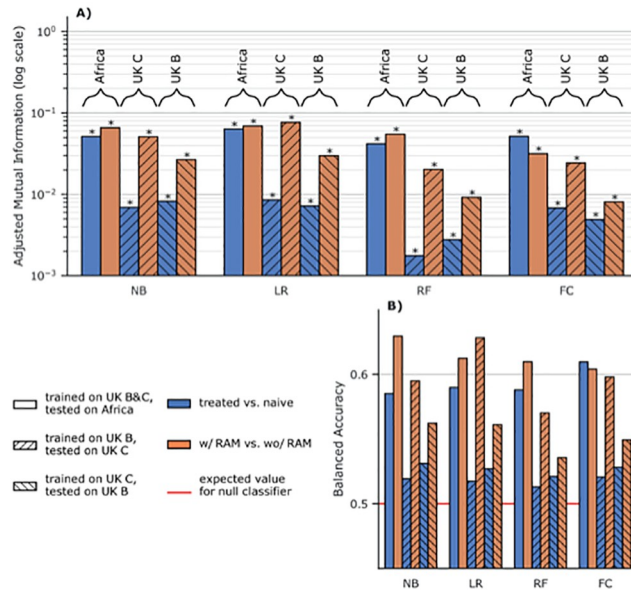 A)
Adjusted Mutual Information (log scale)
10⁰
10⁻¹
10⁻²
10⁻³
Africa
UK C
UK B
Africa
UK C
UK B
Africa
UK C
UK B
Africa
UK C
UK B
* * * * * *
* * * * * *
* * * * * *
* * * * * *
NB LR RF FC
trained on UK B&C,
tested on Africa
trained on UK B,
tested on UK C
trained on UK C,
tested on UK B
treated vs. naive
w/ RAM vs. wo/ RAM
expected value
for null classifier
B)
Balanced Accuracy
0.6
0.5
NB LR RF FC